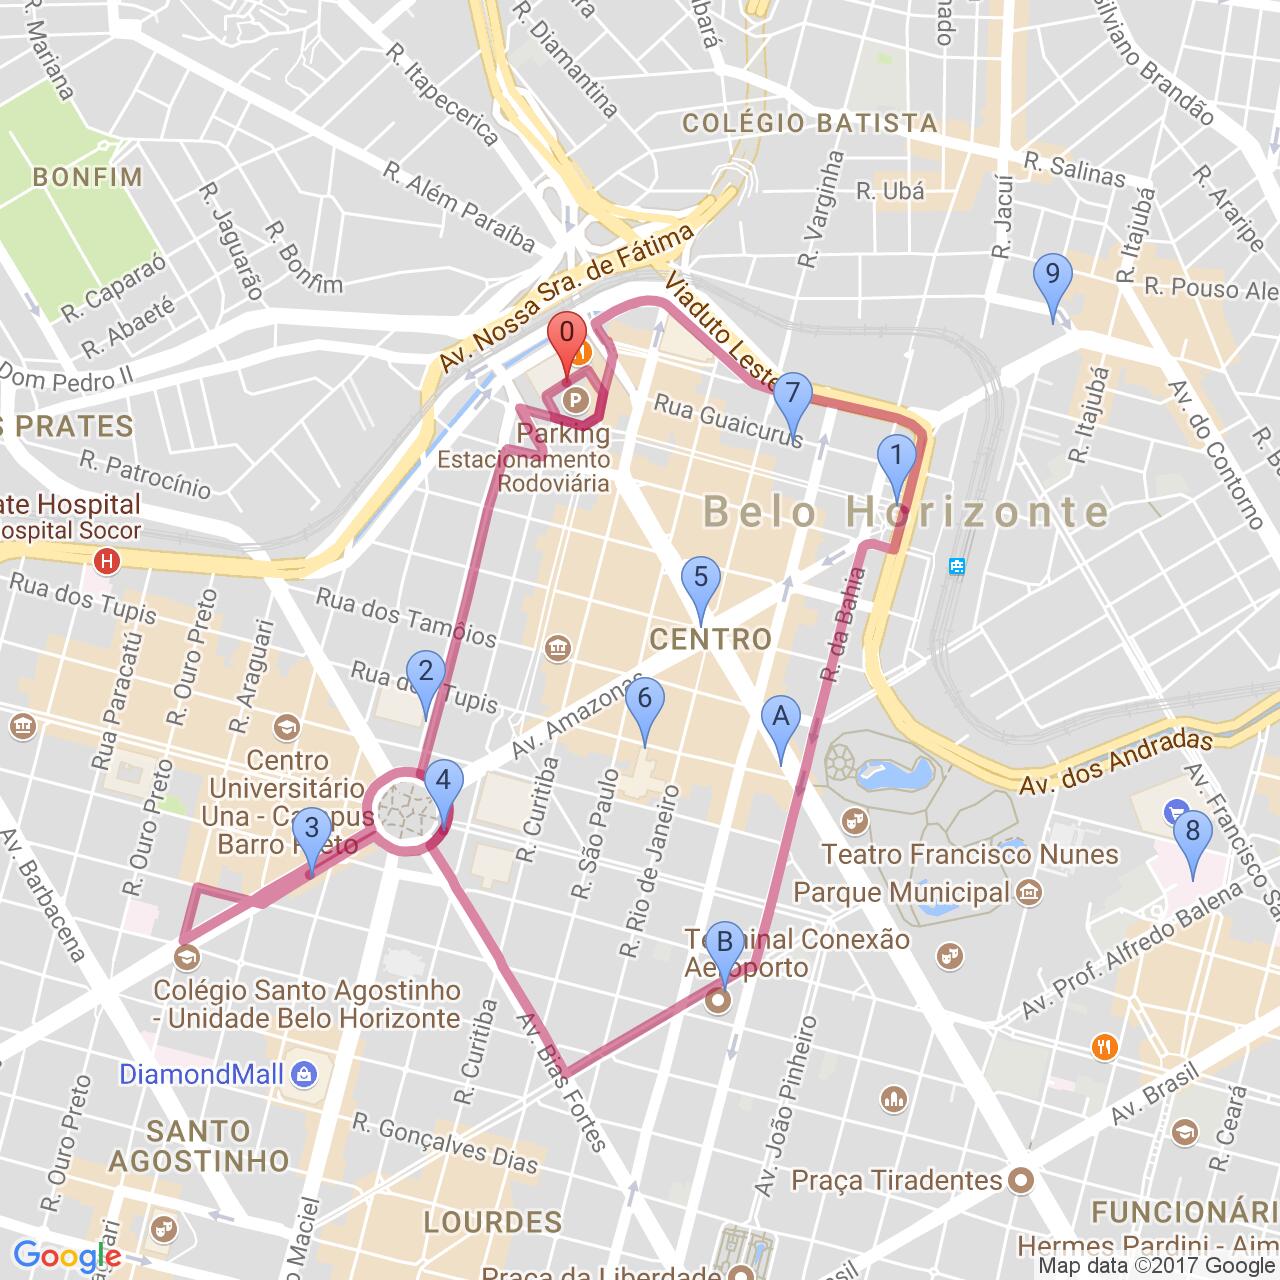 R. Mariana
R. Itapecerica
R. Diamantina
Silviano Brandão
COLÉGIO BATISTA
BONFIM
R. Além Paraíba
R. Salinas
R. Varginha
R. Ubá
R. Jacuí
R. Itajubá
R. Araripe
R. Jaguarão
R. Bonfim
R. Caparaó
R. Abaeté
Av. Nossa Sra. de Fátima
Viaduto Leste
9
R. Pouso Ale
0
Dom Pedro II
7
Rua Guaicurus
R. Itajubá
Av. do Contorno
S PRATES
P
Parking
Estacionamento
Rodoviária
R. Patrocínio
1
ate Hospital
ospital Socor
H
Belo Horizonte
Rua dos Tupis
R. Ouro Preto
Rua dos Tamôios
5
CENTRO
R. da Bahia
Rua Paracatú
R. Araguari
2
Rua dos Tupis
6
A
Av. Amazonas
Av. dos Andradas
Centro
Universitário
Una - Campus
Barro Preto
3
4
R. Ouro Preto
R. Curitiba
R. São Paulo
R. Rio de Janeiro
Av. Barbacena
Teatro Francisco Nunes
Parque Municipal
8
Av. Francisco Sa
Av. Prof. Alfredo Balena
B
Terminal Conexão
Aeroporto
Colégio Santo Agostinho
- Unidade Belo Horizonte
R. Curitiba
Av. Bias Fortes
DiamondMall
R. Ouro Preto
Av. João Pinheiro
Av. Brasil
R. Ceará
SANTO
AGOSTINHO
R. Gonçalves Dias
Praça Tiradentes
LOURDES
FUNCIONÁRI
Hermes Pardini - Aim
Google
Praça da Liberdade
Map data ©2017 Google